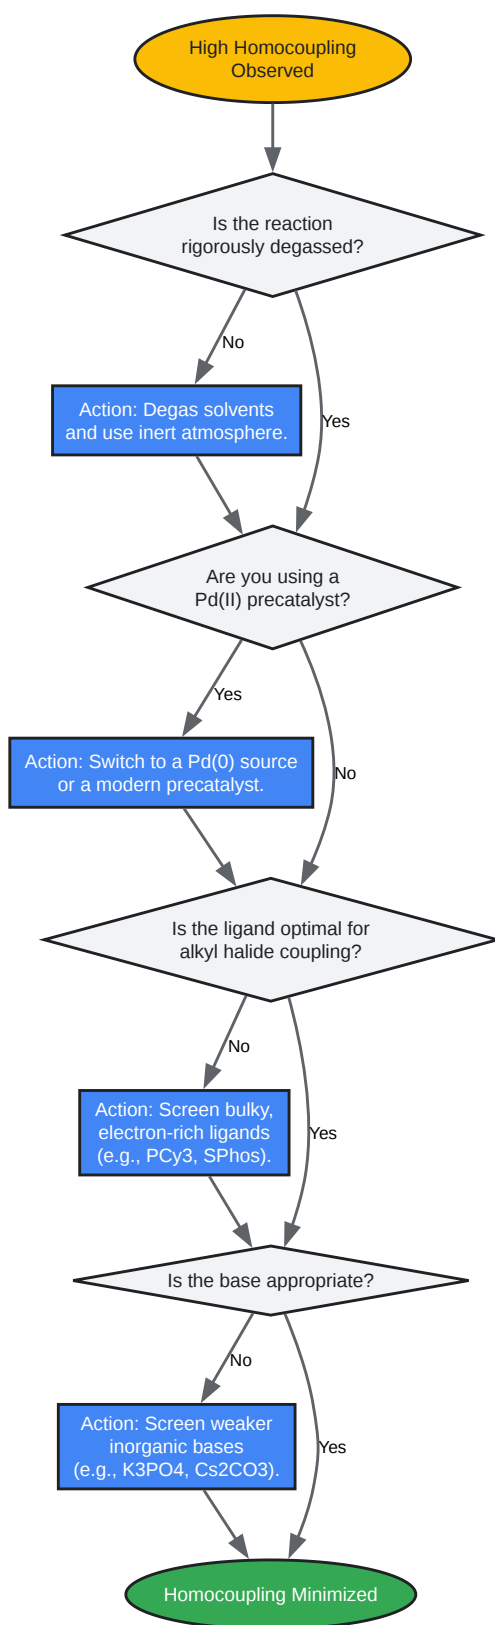 High Homocoupling
Observed
Is the reaction
rigorously degassed?
No
Yes
Action: Degas solvents
and use inert atmosphere.
Are you using a
Pd(II) precatalyst?
Yes
No
Action: Switch to a Pd(0) source
or a modern precatalyst.
Is the ligand optimal for
alkyl halide coupling?
No
Yes
Action: Screen bulky,
electron-rich ligands
(e.g., PCy3, SPhos).
Is the base appropriate?
No
Yes
Action: Screen weaker
inorganic bases
(e.g., K3PO4, Cs2CO3).
Homocoupling Minimized